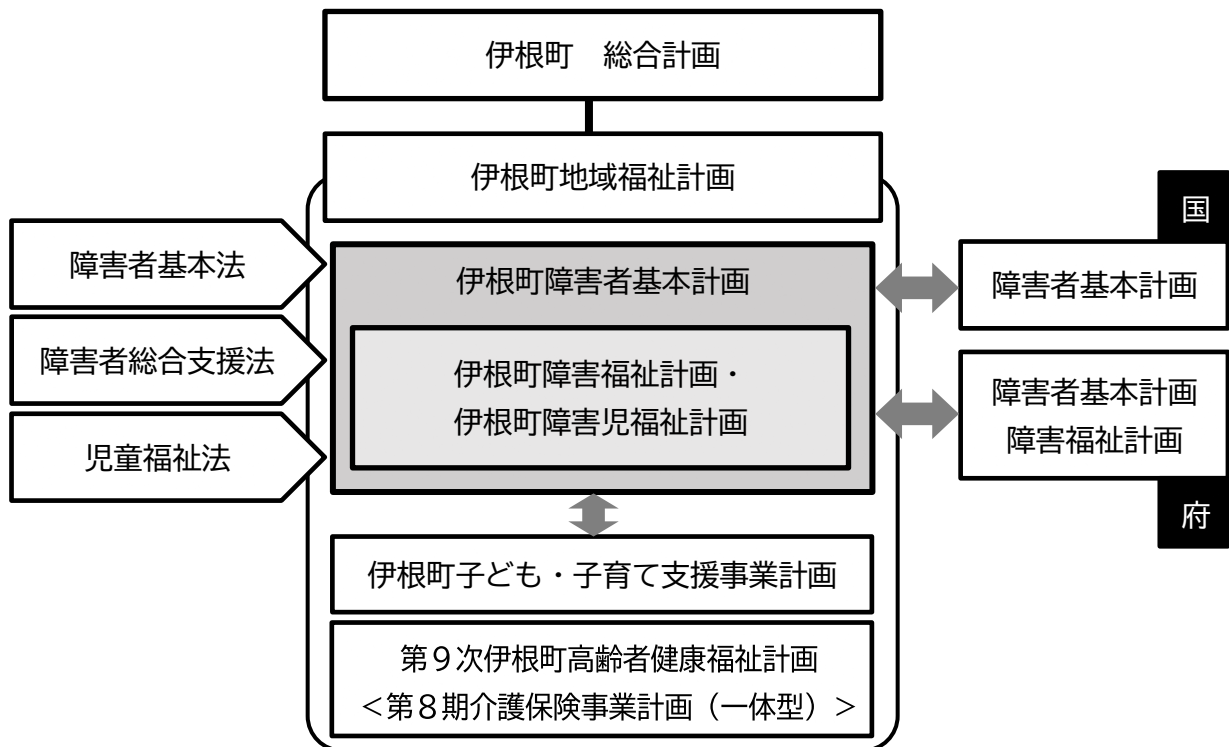 伊根町　総合計画
伊根町地域福祉計画
障害者基本法
障害者総合支援法
児童福祉法
伊根町障害者基本計画
伊根町障害福祉計画・
伊根町障害児福祉計画
国
障害者基本計画
障害者基本計画
障害福祉計画
府
伊根町子ども・子育て支援事業計画
第９次伊根町高齢者健康福祉計画
＜第８期介護保険事業計画（一体型）＞